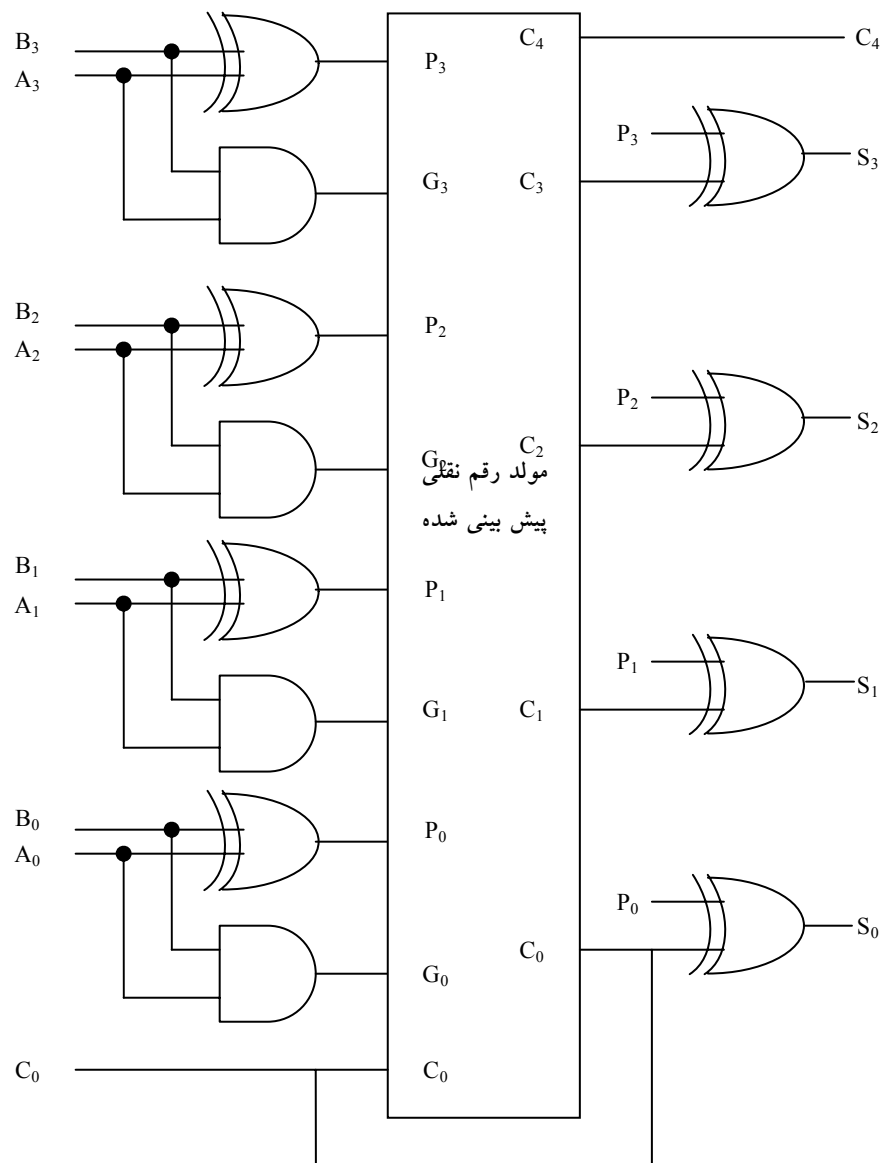 B₃
A₃
P₃
G₃
B₂
A₂
P₂
G₂
B₁
A₁
P₁
G₁
B₀
A₀
P₀
G₀
C₀
C₀
مولد رقم نقلی
پیش بینی شده
C₄
C₄
P₃
C₃
S₃
P₂
C₂
S₂
P₁
C₁
S₁
P₀
C₀
S₀